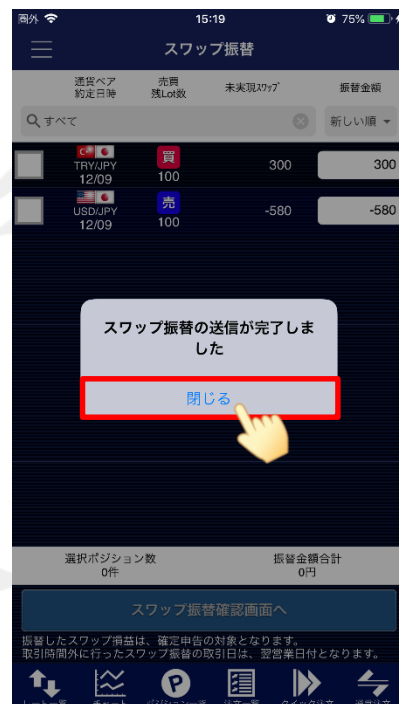 圏外 15:19 75%
スワップ振替
通貨ペア 売買 未実現ｽﾜｯﾌﾟ 振替金額
約定日時 残Lot数
すべて 新しい順
TRY/JPY 買 300 300
12/09 100
USD/JPY 売 -580 -580
12/09 100
スワップ振替の送信が完了しま
した
閉じる
選択ポジション数 振替金額合計
0件 0円
スワップ振替確認画面へ
振替したスワップ損益は、確定申告の対象となります。
取引時間外に行ったスワップ振替の取引日は、翌営業日付となります。
P